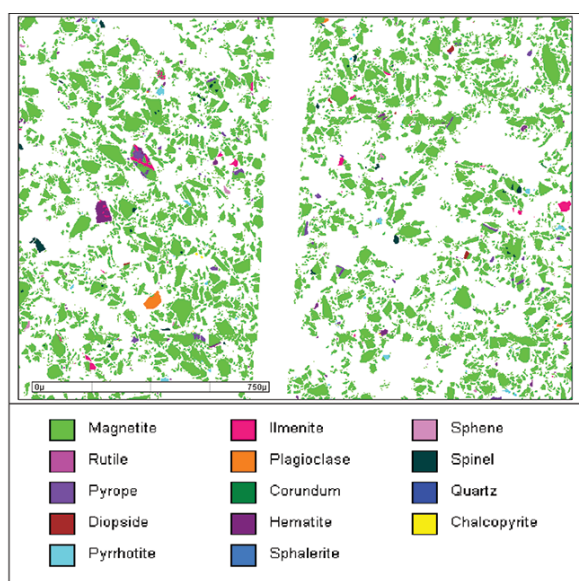 0µ 750µ
Magnetite Ilmenite Sphene
Rutile Plagioclase Spinel
Pyrope Corundum Quartz
Diopside Hematite Chalcopyrite
Pyrrhotite Sphalerite